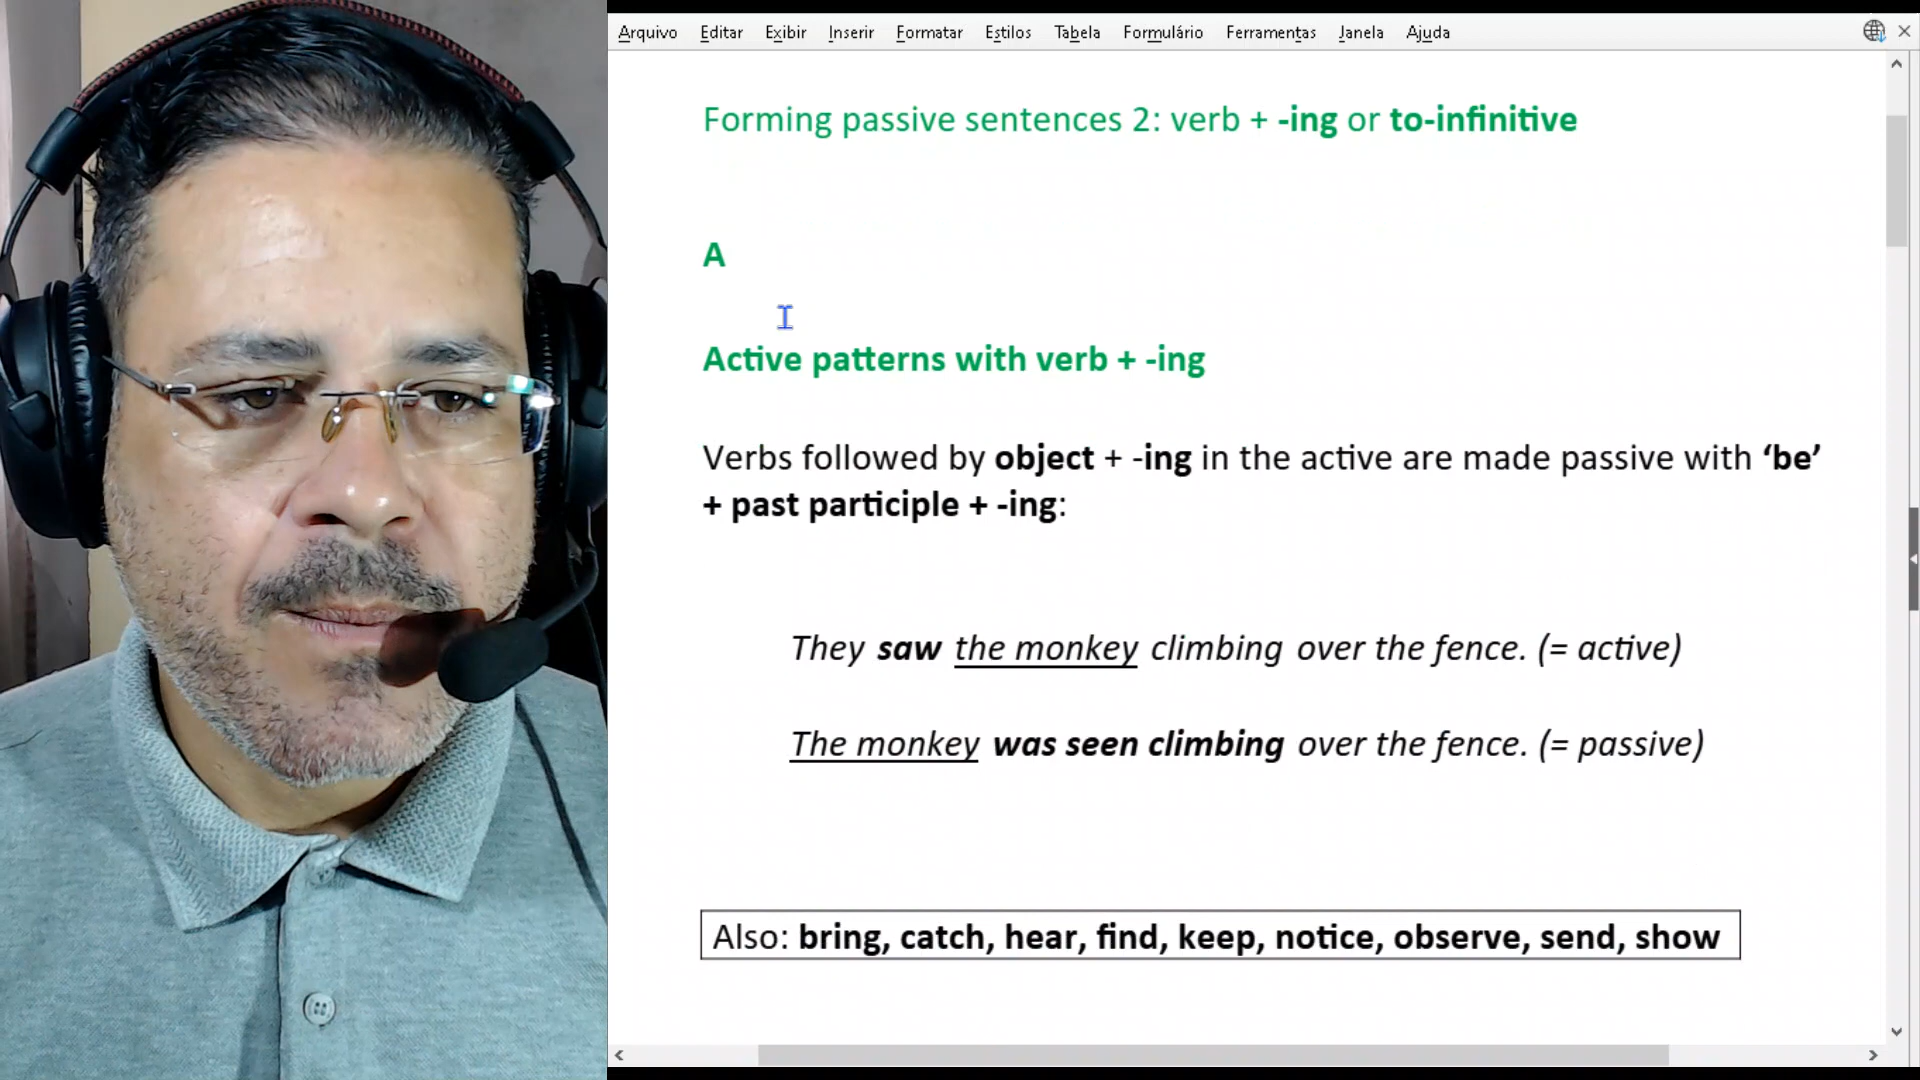 Arquivo Editar Exibir Inserir Formatar Estilos Tabela Formulário Ferramentas Janela Ajuda
Forming passive sentences 2: verb + -ing or to-infinitive
A
Active patterns with verb + -ing
Verbs followed by object + -ing in the active are made passive with ‘be’
+ past participle + -ing:
They saw the monkey climbing over the fence. (= active)
The monkey was seen climbing over the fence. (= passive)
Also: bring, catch, hear, find, keep, notice, observe, send, show